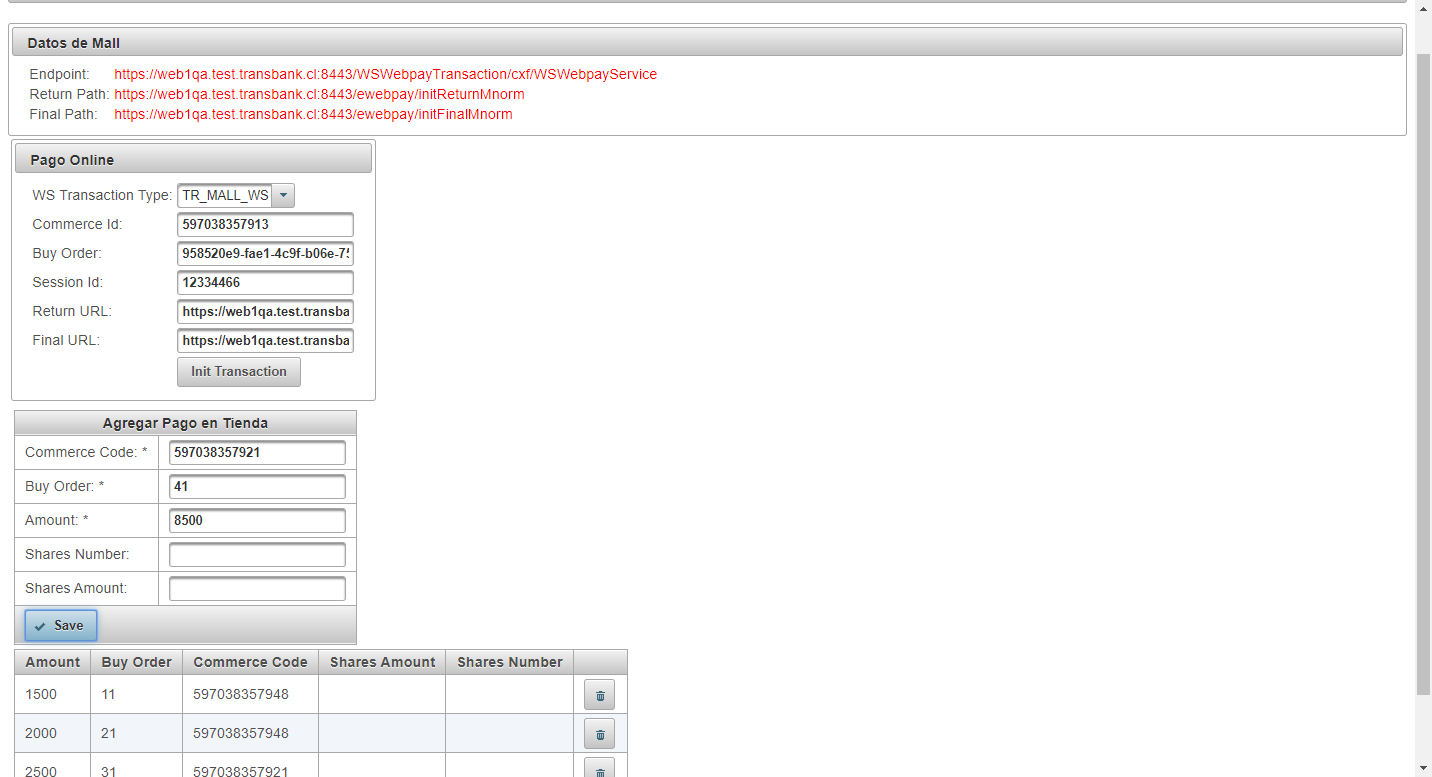 Datos de Mall
Endpoint: https://web1qa.test.transbank.cl:8443/WSWebpayTransaction/cxf/WSWebpayService
Return Path: https://web1qa.test.transbank.cl:8443/ewebpay/initReturnMnorm
Final Path: https://web1qa.test.transbank.cl:8443/ewebpay/initFinalMnorm
Pago Online
WS Transaction Type: TR_MALL_WS
Commerce Id: 597038357913
Buy Order: 958520e9-fae1-4c9f-b06e-75
Session Id: 12334466
Return URL: https://web1qa.test.transba
Final URL: https://web1qa.test.transba
Init Transaction
Agregar Pago en Tienda
Commerce Code: * 597038357921
Buy Order: * 41
Amount: * 8500
Shares Number:
Shares Amount:
Save
Amount Buy Order Commerce Code Shares Amount Shares Number
1500 11 597038357948
2000 21 597038357948
2500 31 597038357921